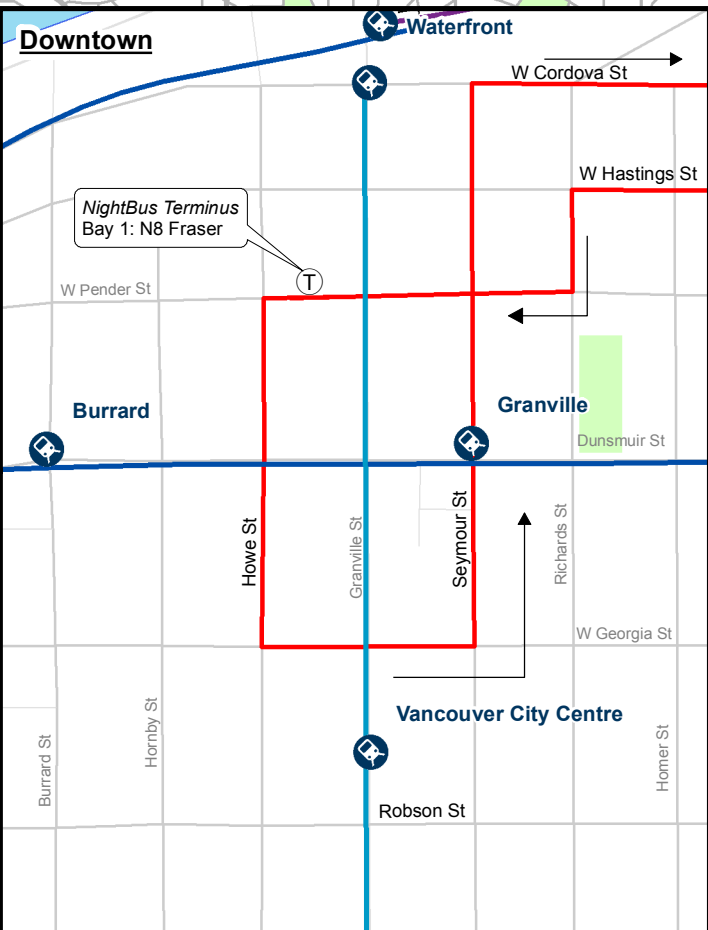 Downtown
Waterfront
W Cordova St
W Hastings St
NightBus Terminus
Bay 1: N8 Fraser
T
W Pender St
Burrard
Granville
Dunsmuir St
Howe St
Granville St
Seymour St
Richards St
W Georgia St
Vancouver City Centre
Burrard St
Hornby St
Homer St
Robson St